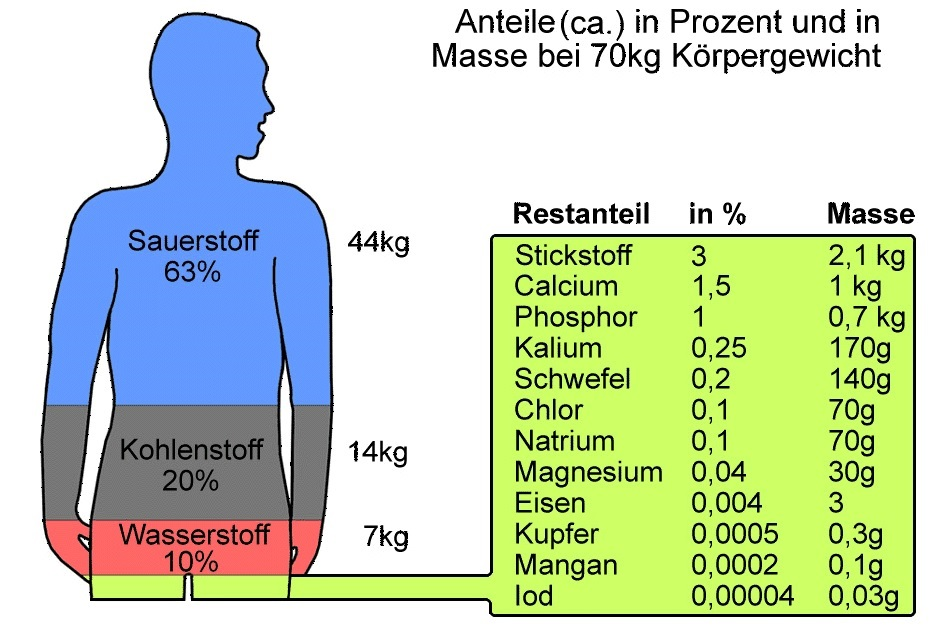 Anteile (ca.) in Prozent und in
Masse bei 70kg Körpergewicht
Sauerstoff
63%
44kg
Kohlenstoff
20%
14kg
Wasserstoff
10%
7kg
Restanteil in % Masse
Stickstoff 3 2,1 kg
Calcium 1,5 1 kg
Phosphor 1 0,7 kg
Kalium 0,25 170g
Schwefel 0,2 140g
Chlor 0,1 70g
Natrium 0,1 70g
Magnesium 0,04 30g
Eisen 0,004 3
Kupfer 0,0005 0,3g
Mangan 0,0002 0,1g
Iod 0,00004 0,03g